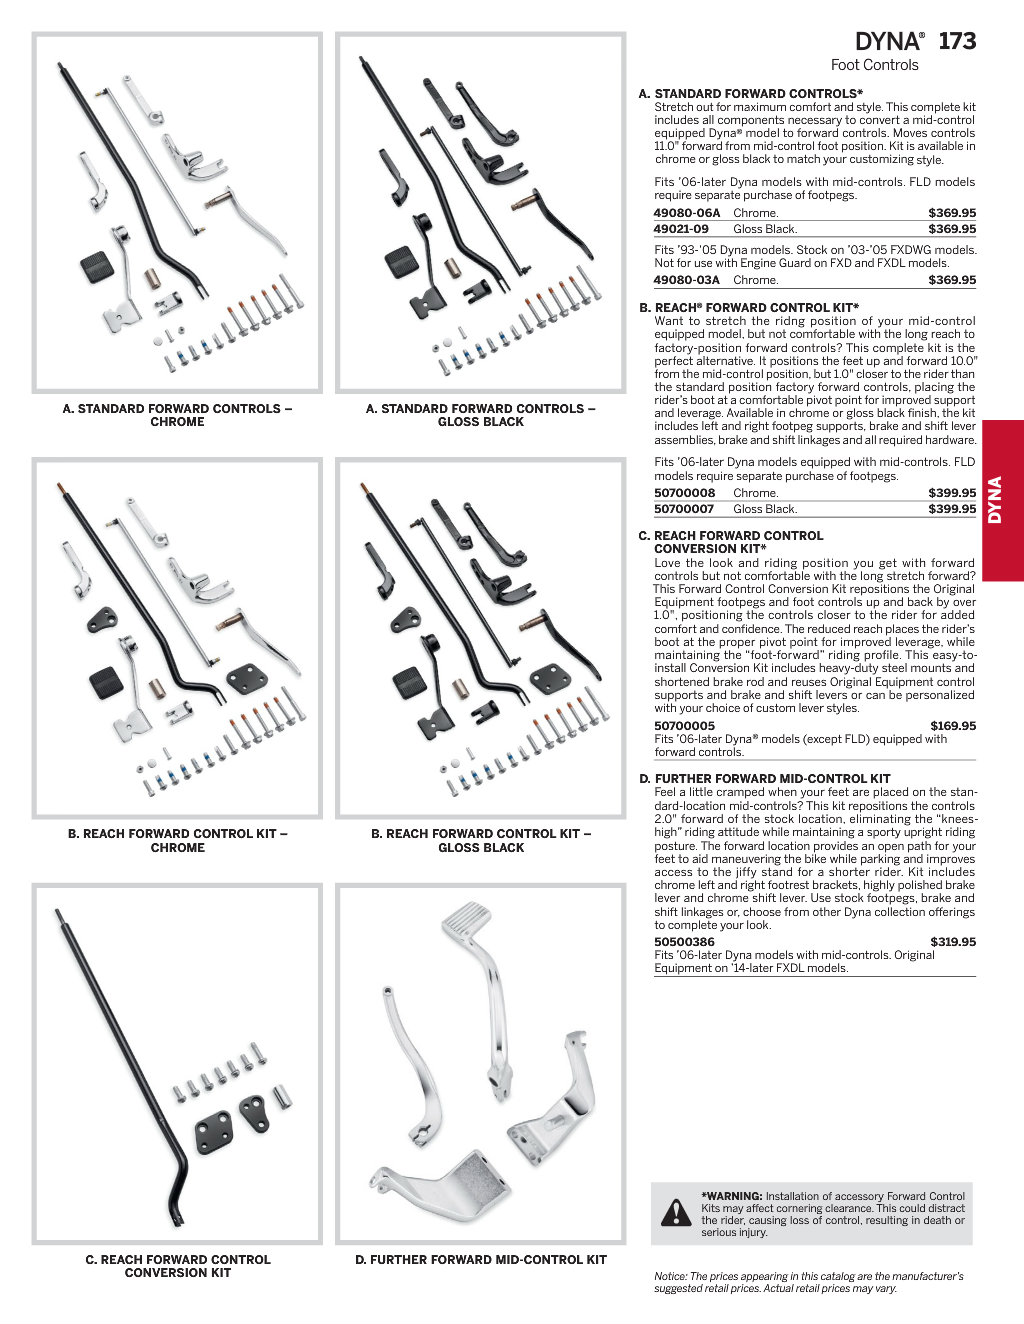 DYNA® 173
Foot Controls
A. STANDARD FORWARD CONTROLS*
Stretch out for maximum comfort and style. This complete kit
includes all components necessary to convert a mid-control
equipped Dyna® model to forward controls. Moves controls
11.0" forward from mid-control foot position. Kit is available in
chrome or gloss black to match your customizing style.
Fits ’06-later Dyna models with mid-controls. FLD models
require separate purchase of footpegs.
49080-06A Chrome. $369.95
49021-09 Gloss Black. $369.95
Fits ’93-’05 Dyna models. Stock on ’03-’05 FXDWG models.
Not for use with Engine Guard on FXD and FXDL models.
49080-03A Chrome. $369.95
B. REACH® FORWARD CONTROL KIT*
Want to stretch the ridng position of your mid-control
equipped model, but not comfortable with the long reach to
factory-position forward controls? This complete kit is the
perfect alternative. It positions the feet up and forward 10.0"
from the mid-control position, but 1.0" closer to the rider than
the standard position factory forward controls, placing the
rider’s boot at a comfortable pivot point for improved support
and leverage. Available in chrome or gloss black finish, the kit
includes left and right footpeg supports, brake and shift lever
assemblies, brake and shift linkages and all required hardware.
Fits ’06-later Dyna models equipped with mid-controls. FLD
models require separate purchase of footpegs.
50700008 Chrome. $399.95
50700007 Gloss Black. $399.95
C. REACH FORWARD CONTROL
CONVERSION KIT*
Love the look and riding position you get with forward
controls but not comfortable with the long stretch forward?
This Forward Control Conversion Kit repositions the Original
Equipment footpegs and foot controls up and back by over
1.0", positioning the controls closer to the rider for added
comfort and confidence. The reduced reach places the rider’s
boot at the proper pivot point for improved leverage, while
maintaining the “foot-forward” riding profile. This easy-to-
install Conversion Kit includes heavy-duty steel mounts and
shortened brake rod and reuses Original Equipment control
supports and brake and shift levers or can be personalized
with your choice of custom lever styles.
50700005 $169.95
Fits ’06-later Dyna® models (except FLD) equipped with
forward controls.
D. FURTHER FORWARD MID-CONTROL KIT
Feel a little cramped when your feet are placed on the stan-
dard-location mid-controls? This kit repositions the controls
2.0" forward of the stock location, eliminating the “knees-
high” riding attitude while maintaining a sporty upright riding
posture. The forward location provides an open path for your
feet to aid maneuvering the bike while parking and improves
access to the jiffy stand for a shorter rider. Kit includes
chrome left and right footrest brackets, highly polished brake
lever and chrome shift lever. Use stock footpegs, brake and
shift linkages or, choose from other Dyna collection offerings
to complete your look.
50500386 $319.95
Fits ’06-later Dyna models with mid-controls. Original
Equipment on ’14-later FXDL models.
DYNA
A. STANDARD FORWARD CONTROLS –
CHROME
A. STANDARD FORWARD CONTROLS –
GLOSS BLACK
B. REACH FORWARD CONTROL KIT –
CHROME
B. REACH FORWARD CONTROL KIT –
GLOSS BLACK
C. REACH FORWARD CONTROL
CONVERSION KIT
D. FURTHER FORWARD MID-CONTROL KIT
*WARNING: Installation of accessory Forward Control
Kits may affect cornering clearance. This could distract
the rider, causing loss of control, resulting in death or
serious injury.
Notice: The prices appearing in this catalog are the manufacturer’s
suggested retail prices. Actual retail prices may vary.